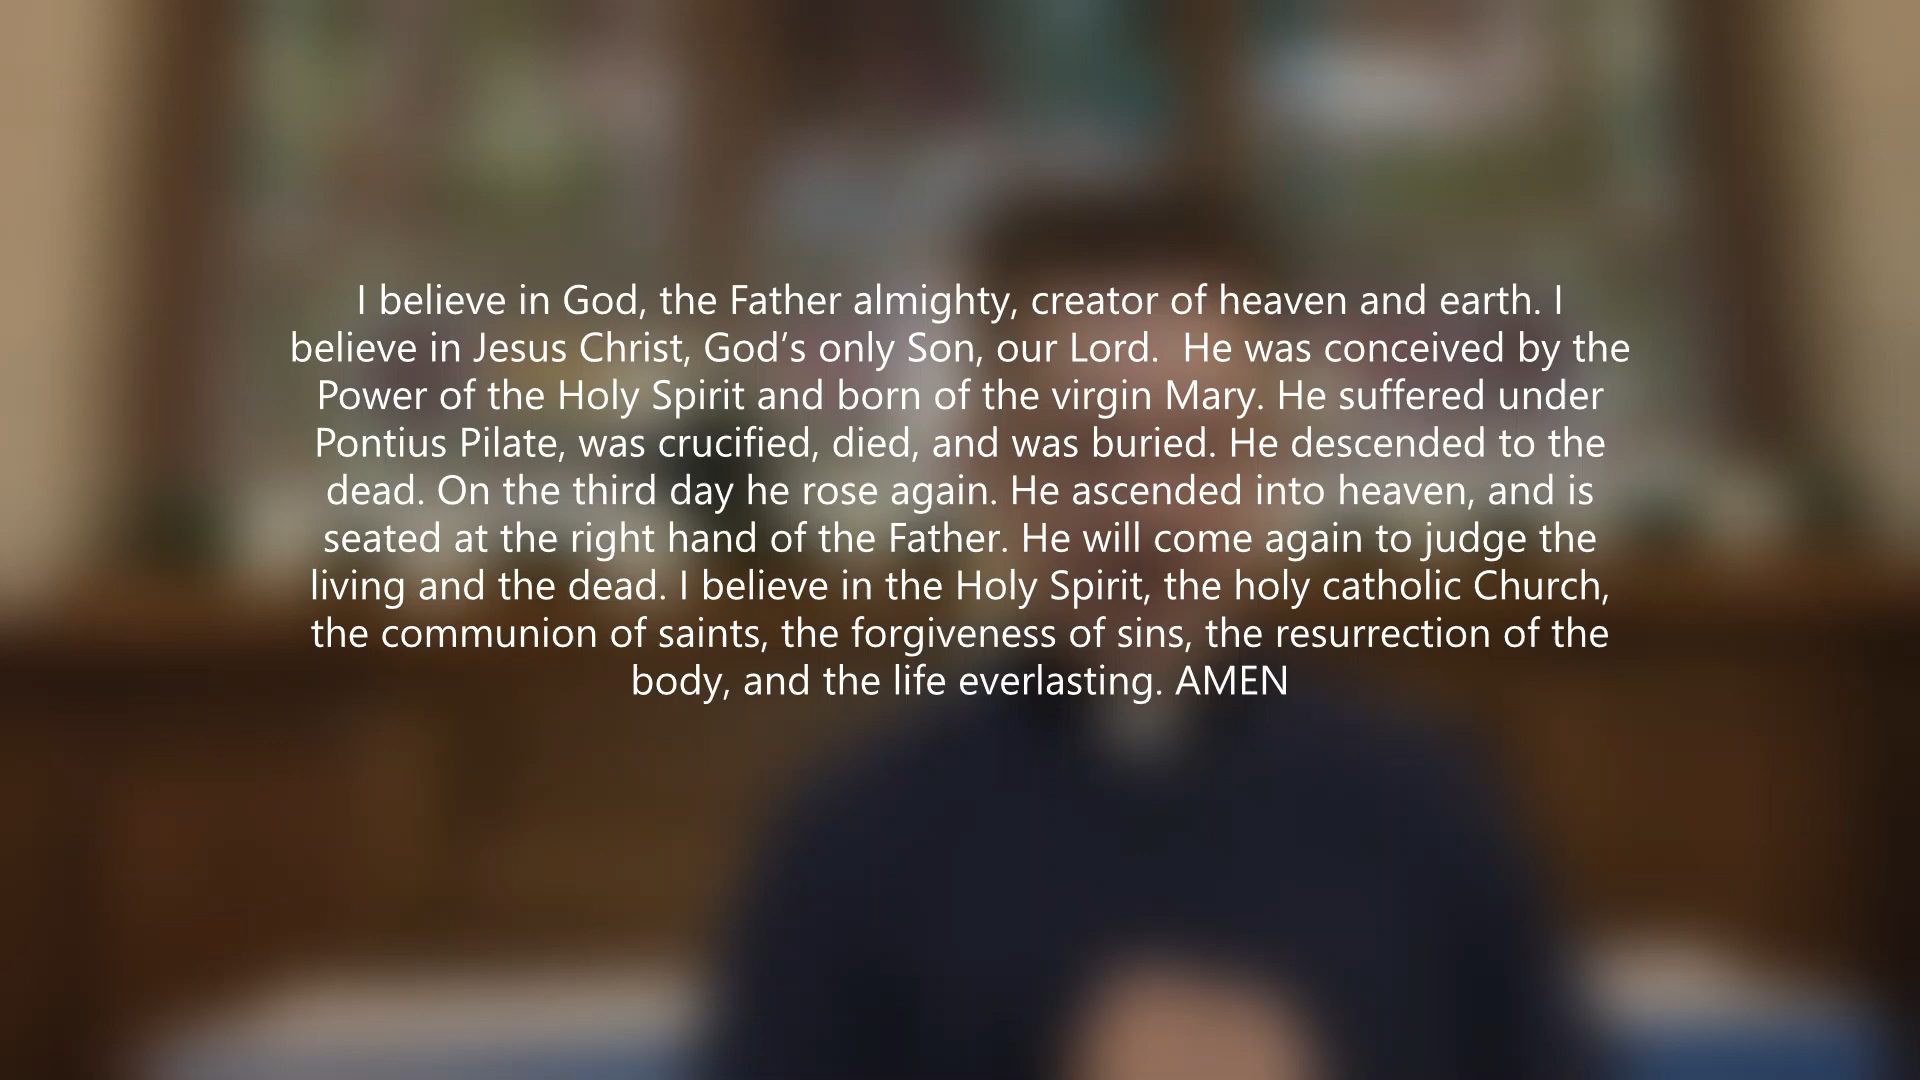 I believe in God, the Father almighty, creator of heaven and earth. I
believe in Jesus Christ, God's only Son, our Lord.  He was conceived by the
Power of the Holy Spirit and born of the virgin Mary. He suffered under
Pontius Pilate, was crucified, died, and was buried. He descended to the
dead. On the third day he rose again. He ascended into heaven, and is
seated at the right hand of the Father. He will come again to judge the
living and the dead. I believe in the Holy Spirit, the holy catholic Church,
the communion of saints, the forgiveness of sins, the resurrection of the
body, and the life everlasting. AMEN